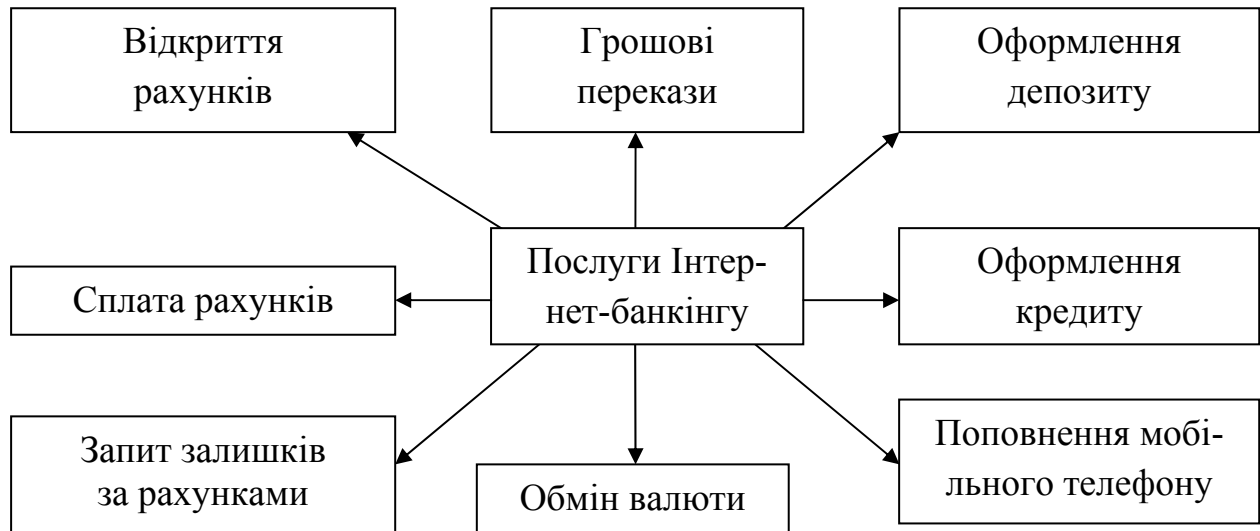 Відкриття
рахунків
Грошові
перекази
Оформлення
депозиту
Сплата рахунків
Послуги Інтер-
нет-банкінгу
Оформлення
кредиту
Запит залишків
за рахунками
Обмін валюти
Поповнення мобі-
льного телефону